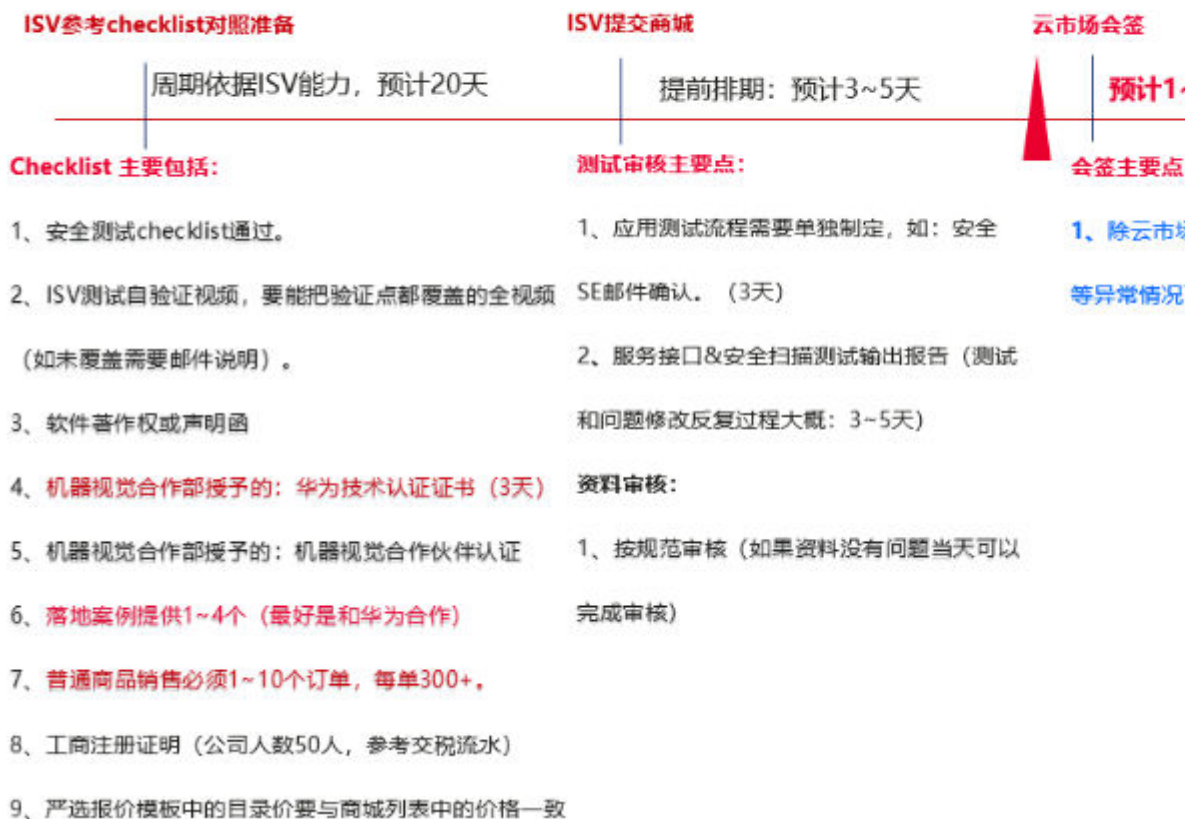 ISV参考checklist对照准备
周期依据ISV能力，预计20天
Checklist 主要包括：
1、安全测试checklist通过。
2、ISV测试自验证视频，要能把验证点都覆盖的全视频
（如未覆盖需要邮件说明）。
3、软件著作权或声明函
4、机器视觉合作部授予的：华为技术认证证书（3天）
5、机器视觉合作部授予的：机器视觉合作伙伴认证
6、落地案例提供1~4个（最好是和华为合作）
7、普通商品销售必须1~10个订单，每单300+。
8、工商注册证明（公司人数50人，参考交税流水）
9、严选报价模板中的目录价要与商城列表中的价格一致
ISV提交商城
提前排期：预计3~5天
测试审核主要点：
1、应用测试流程需要单独制定，如：安全
SE邮件确认。（3天）
2、服务接口&安全扫描测试输出报告（测试
和问题修改反复过程大概：3~5天）
资料审核：
1、按规范审核（如果资料没有问题当天可以
完成审核）
云市场会签
预计1~
会签主要点
1、除云市场
等异常情况